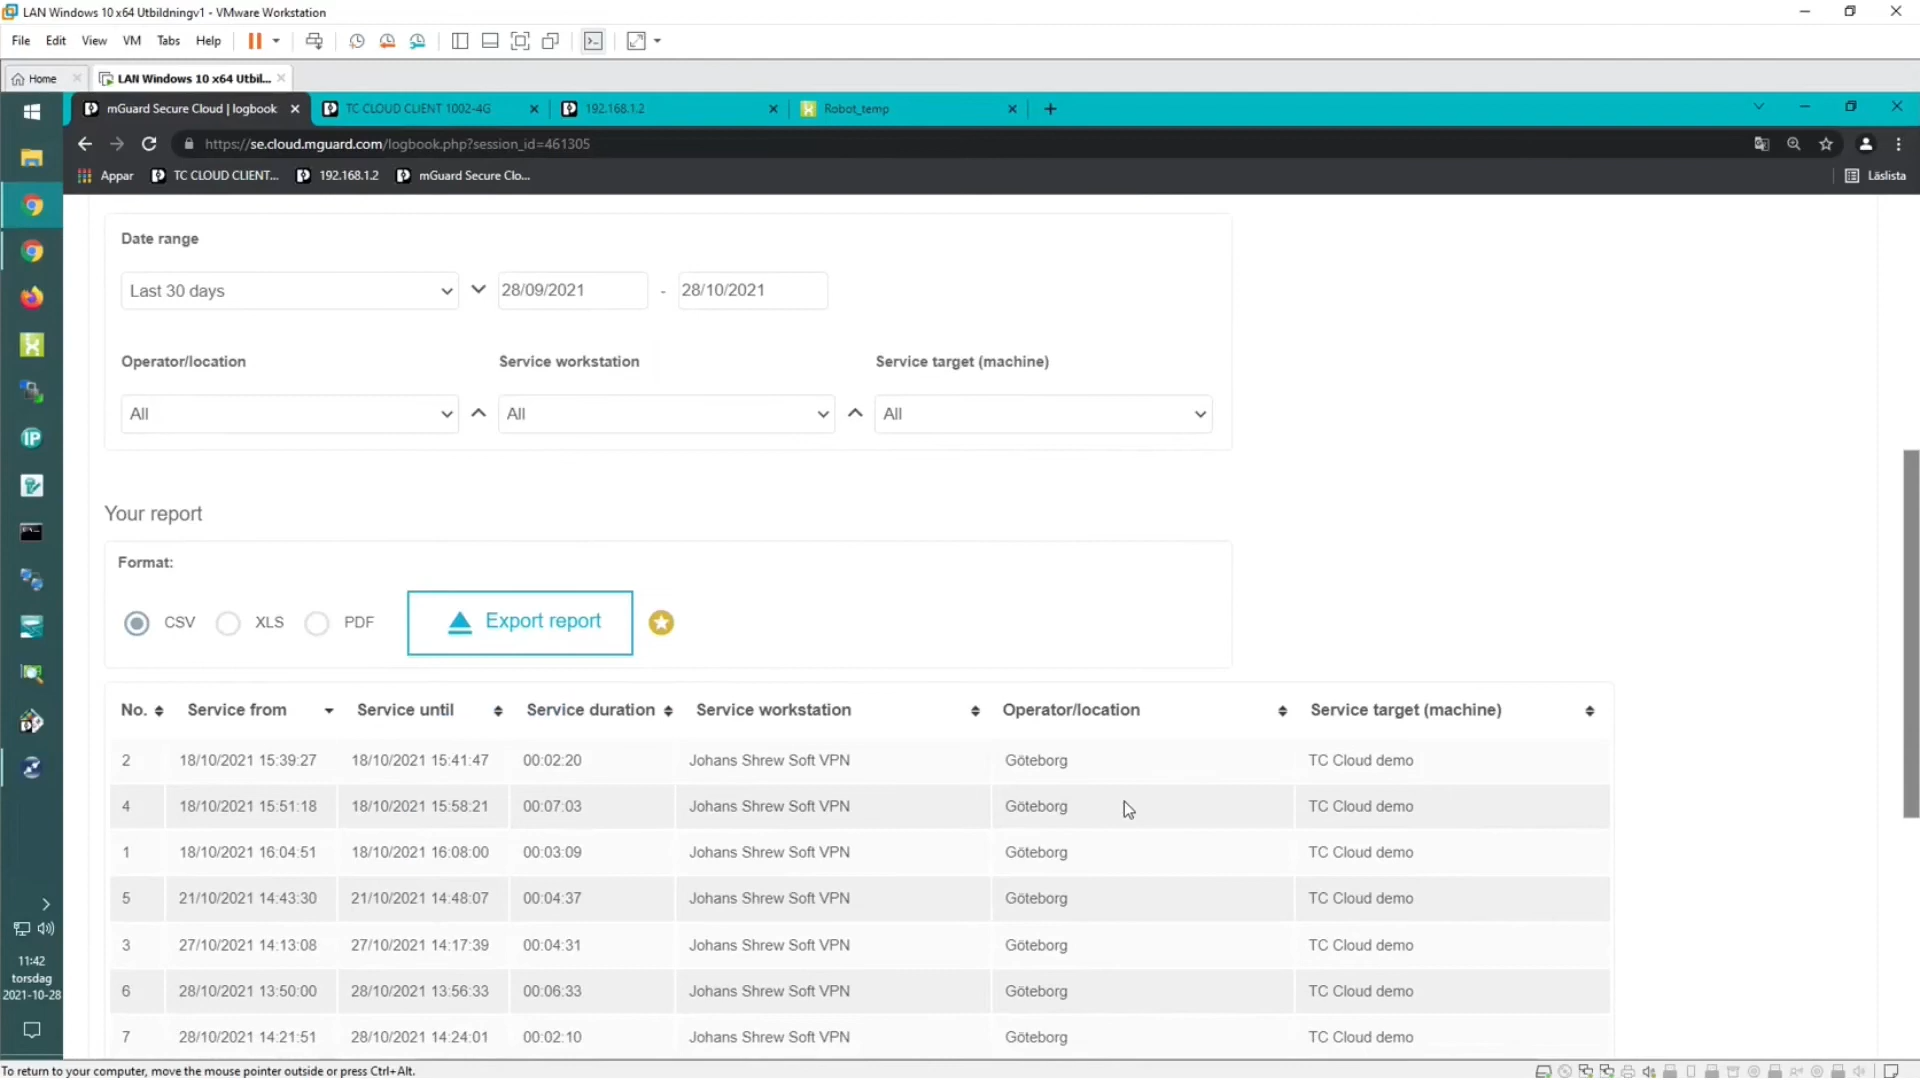 LAN Windows 10 x64 Utbildningv1 - VMware Workstation
File Edit View VM Tabs Help
Home LAN Windows 10 x64 Utbil...
mGuard Secure Cloud | logbook TC CLOUD CLIENT 1002-4G 192.168.1.2 Robot_temp
https://se.cloud.mguard.com/logbook.php?session_id=461305
Appar TC CLOUD CLIENT... 192.168.1.2 mGuard Secure Clo... Läslista
Date range
Last 30 days 28/09/2021 - 28/10/2021
Operator/location Service workstation Service target (machine)
All All All
Your report
Format:
CSV XLS PDF Export report
No. Service from Service until Service duration Service workstation Operator/location Service target (machine)
2 18/10/2021 15:39:27 18/10/2021 15:41:47 00:02:20 Johans Shrew Soft VPN Göteborg TC Cloud demo
4 18/10/2021 15:51:18 18/10/2021 15:58:21 00:07:03 Johans Shrew Soft VPN Göteborg TC Cloud demo
1 18/10/2021 16:04:51 18/10/2021 16:08:00 00:03:09 Johans Shrew Soft VPN Göteborg TC Cloud demo
5 21/10/2021 14:43:30 21/10/2021 14:48:07 00:04:37 Johans Shrew Soft VPN Göteborg TC Cloud demo
3 27/10/2021 14:13:08 27/10/2021 14:17:39 00:04:31 Johans Shrew Soft VPN Göteborg TC Cloud demo
6 28/10/2021 13:50:00 28/10/2021 13:56:33 00:06:33 Johans Shrew Soft VPN Göteborg TC Cloud demo
7 28/10/2021 14:21:51 28/10/2021 14:24:01 00:02:10 Johans Shrew Soft VPN Göteborg TC Cloud demo
IP
11:42
torsdag
2021-10-28
To return to your computer, move the mouse pointer outside or press Ctrl+Alt.